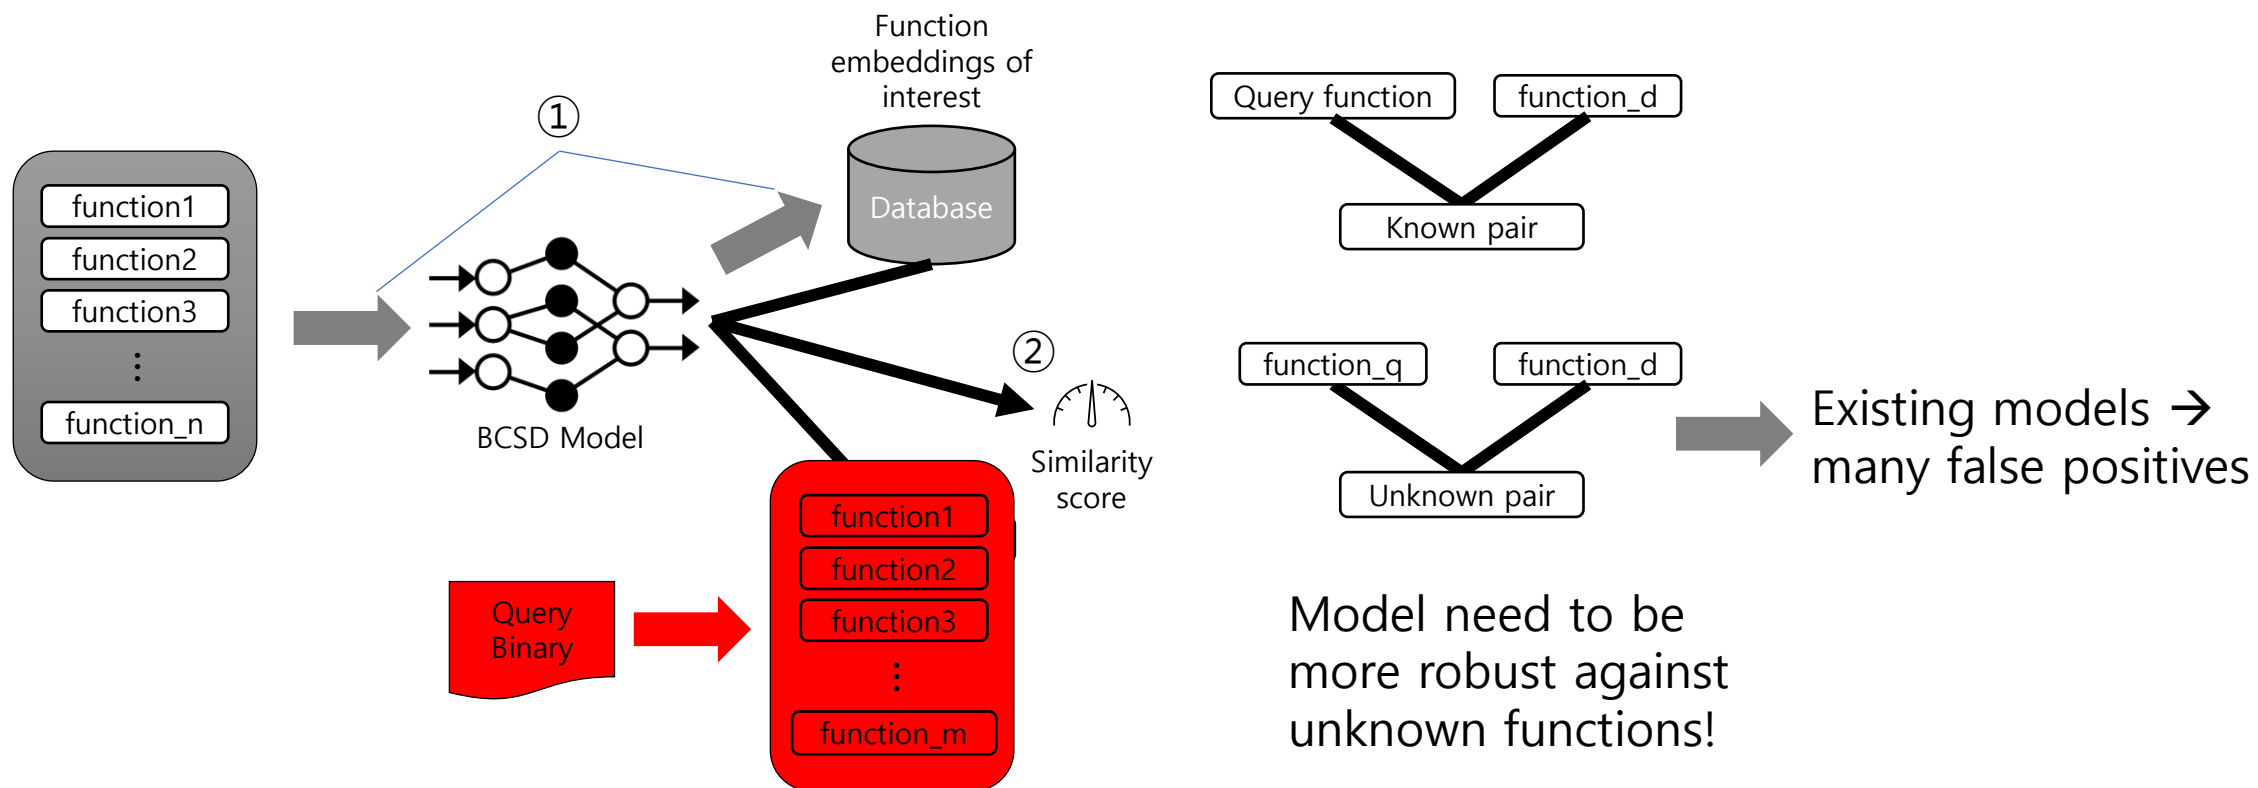 Function
embeddings of
interest
①
Database
function1
function2
function3
⋮
function_n
BCSD Model
②
Similarity
score
Query
Binary
function1
function2
function3
⋮
function_m
Query function
function_d
Known pair
function_q
function_d
Unknown pair
Existing models →
many false positives
Model need to be
more robust against
unknown functions!